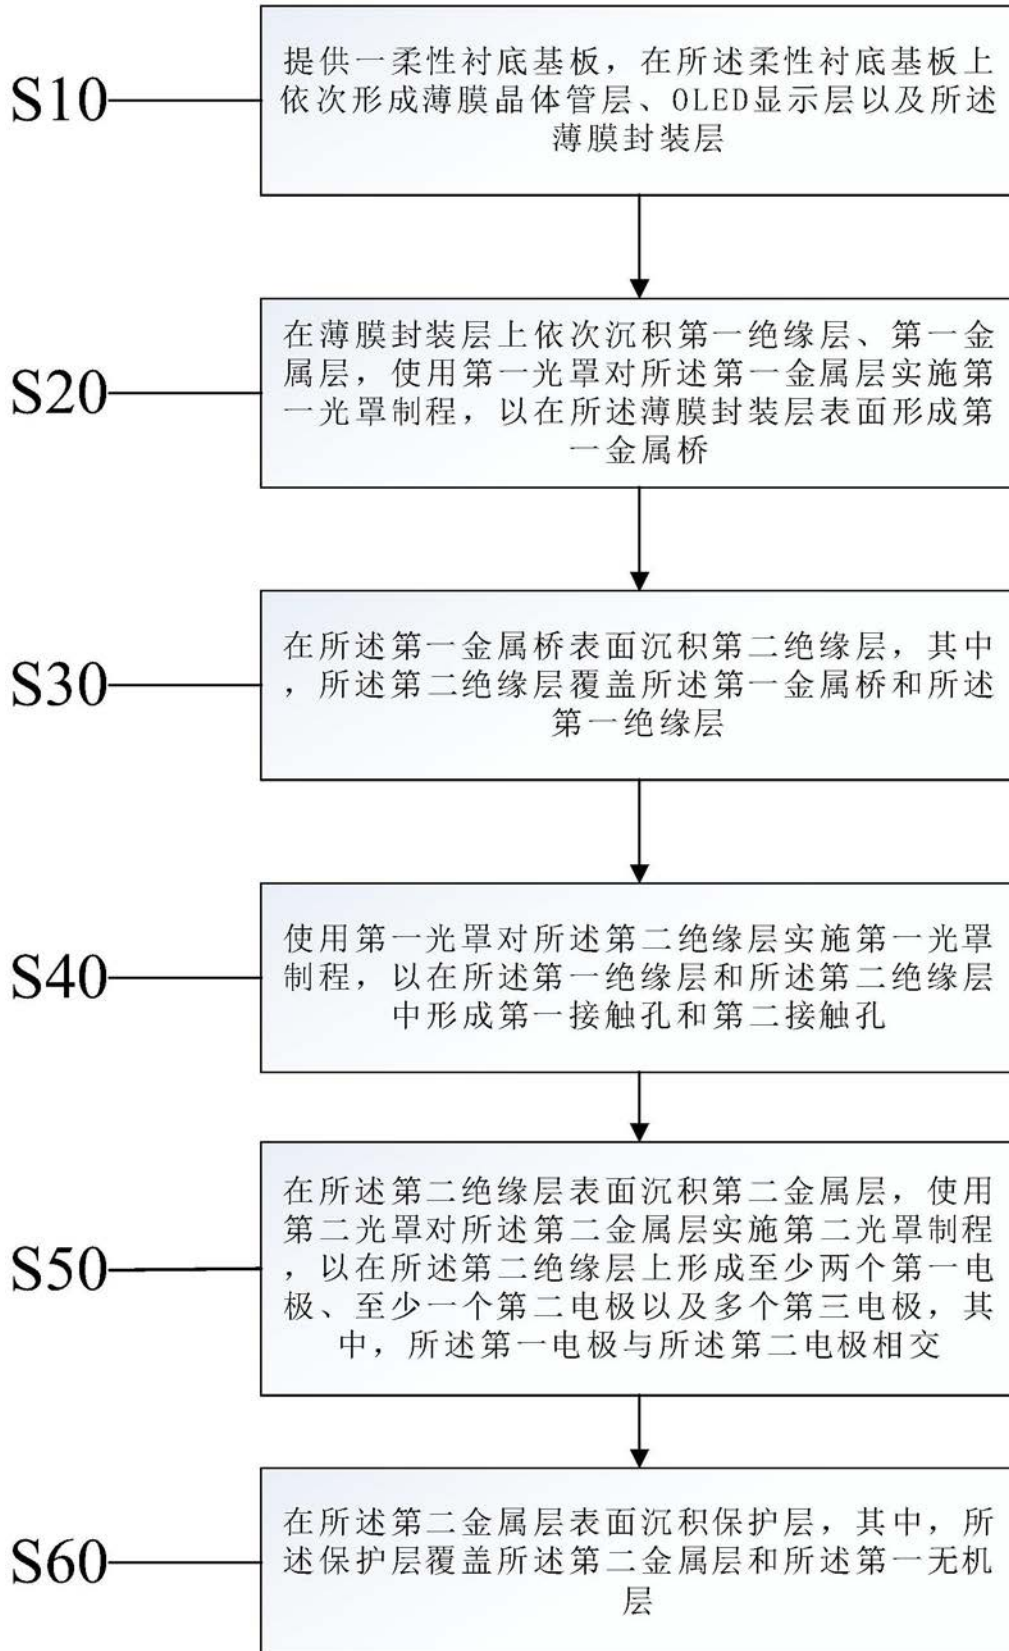 S10
提供一柔性衬底基板，在所述柔性衬底基板上
依次形成薄膜晶体管层、OLED显示层以及所述
薄膜封装层
S20
在薄膜封装层上依次沉积第一绝缘层、第一金
属层，使用第一光罩对所述第一金属层实施第
一光罩制程，以在所述薄膜封装层表面形成第
一金属桥
S30
在所述第一金属桥表面沉积第二绝缘层，其中
，所述第二绝缘层覆盖所述第一金属桥和所述
第一绝缘层
S40
使用第一光罩对所述第二绝缘层实施第一光罩
制程，以在所述第一绝缘层和所述第二绝缘层
中形成第一接触孔和第二接触孔
S50
在所述第二绝缘层表面沉积第二金属层，使用
第二光罩对所述第二金属层实施第二光罩制程
，以在所述第二绝缘层上形成至少两个第一电
极、至少一个第二电极以及多个第三电极，其
中，所述第一电极与所述第二电极相交
S60
在所述第二金属层表面沉积保护层，其中，所
述保护层覆盖所述第二金属层和所述第一无机
层